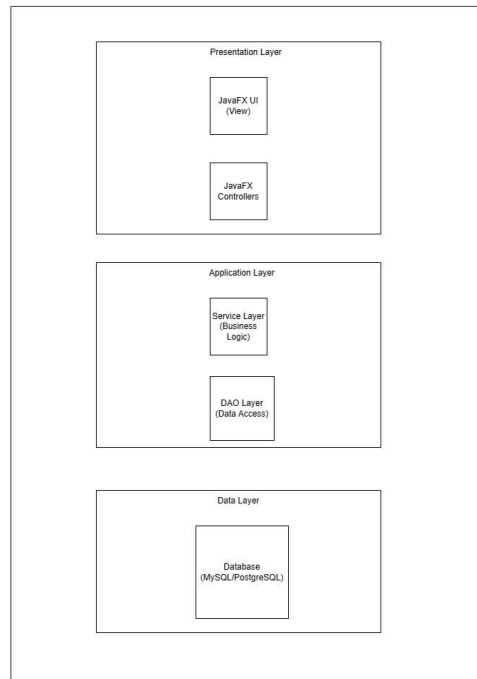 Presentation Layer
JavaFX UI
(View)
JavaFX
Controllers
Application Layer
Service Layer
(Business
Logic)
DAO Layer
(Data Access)
Data Layer
Database
(MySQL/PostgreSQL)